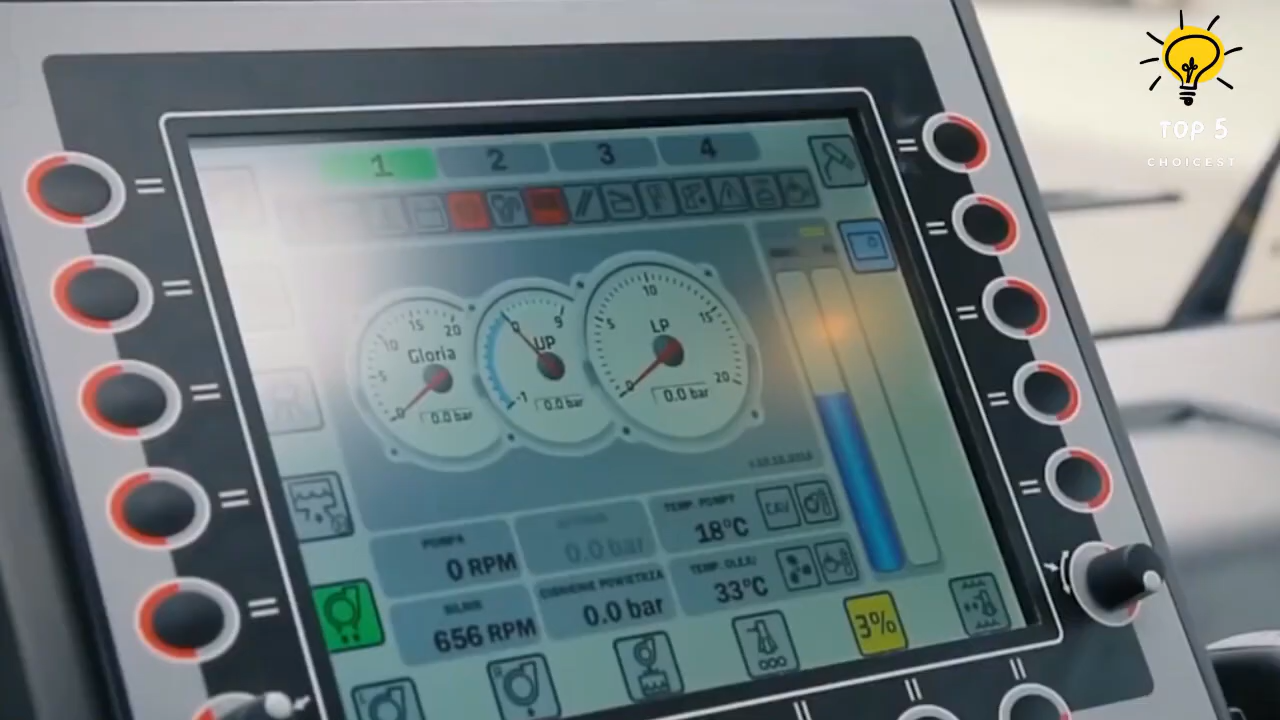 TOP 5
CHOICEST
1 2 3 4
Gloria
0 5 10 15 20
0.0 bar
UP
-1 0 9
0.0 bar
LP
0 5 10 15 20
0.0 bar
POMPA
0 RPM
0.0 bar
TEMP. POMPY
18°C
CAV
SILNIK
656 RPM
CIŚNIENIE POWIETRZA
0.0 bar
TEMP. OLEJU
33°C
3%